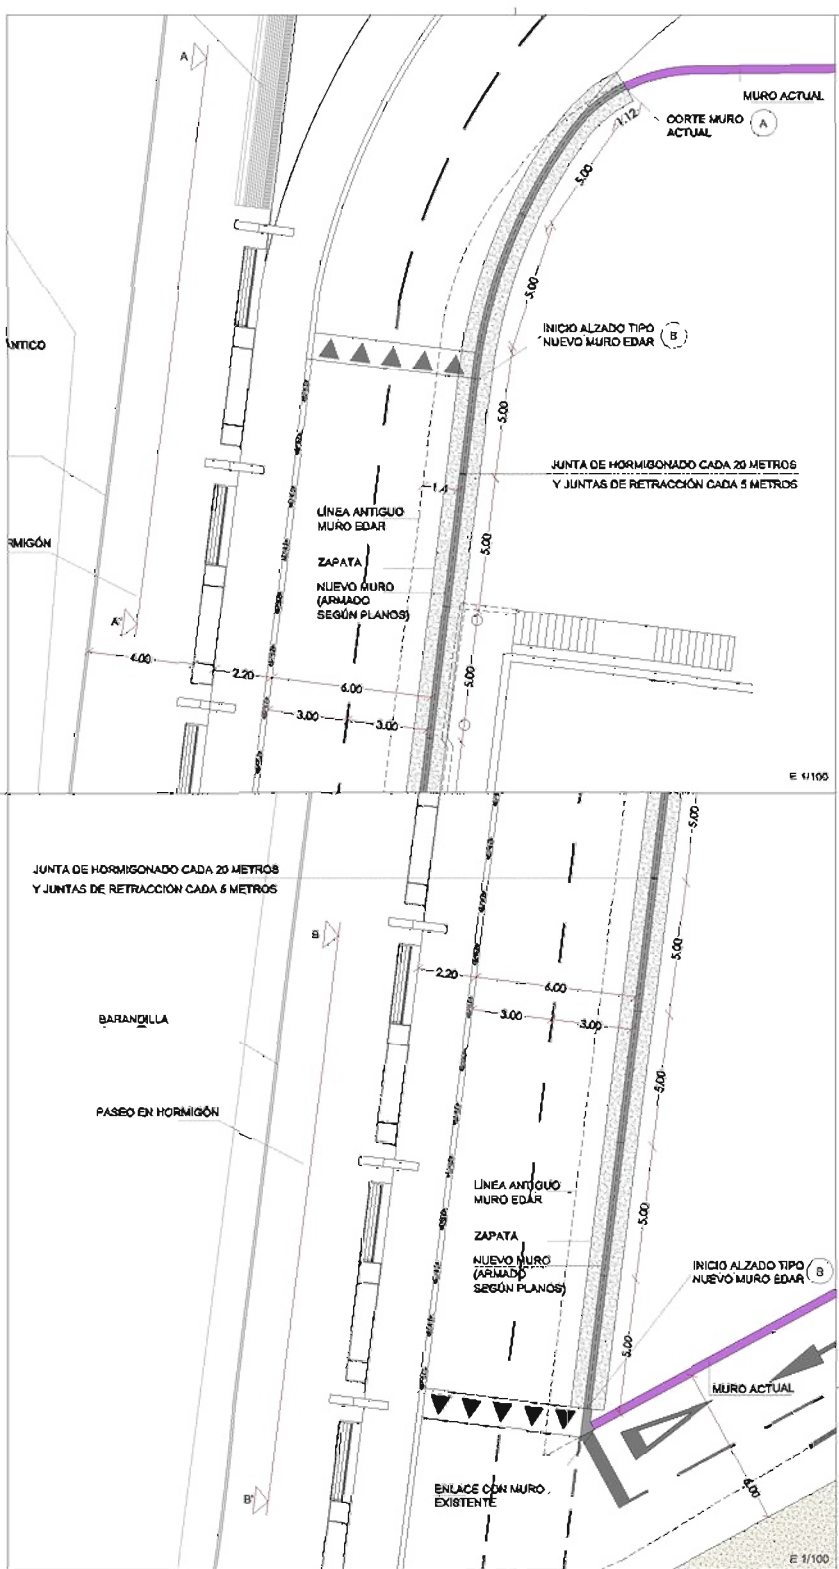 A
MURO ACTUAL
CORTE MURO
ACTUAL
A
1.12
5.00
5.00
INICIO ALZADO TIPO
NUEVO MURO EDAR
B
ÁNTICO
5.00
JUNTA DE HORMIGONADO CADA 20 METROS
Y JUNTAS DE RETRACCIÓN CADA 5 METROS
1.4
LÍNEA ANTIGUO
MURO EDAR
RMIGÓN
5.00
ZAPATA
NUEVO MURO
(ARMADO
SEGÚN PLANOS)
A'
4.00
2.20
6.00
5.00
3.00
3.00
E 1/100
5.00
JUNTA DE HORMIGONADO CADA 20 METROS
Y JUNTAS DE RETRACCIÓN CADA 5 METROS
B
5.00
2.20
6.00
3.00
3.00
BARANDILLA
5.00
PASEO EN HORMIGÓN
LÍNEA ANTIGUO
MURO EDAR
5.00
ZAPATA
NUEVO MURO
(ARMADO
SEGÚN PLANOS)
INICIO ALZADO TIPO
NUEVO MURO EDAR
B
5.00
MURO ACTUAL
ENLACE CON MURO
EXISTENTE
6.00
B'
E 1/100